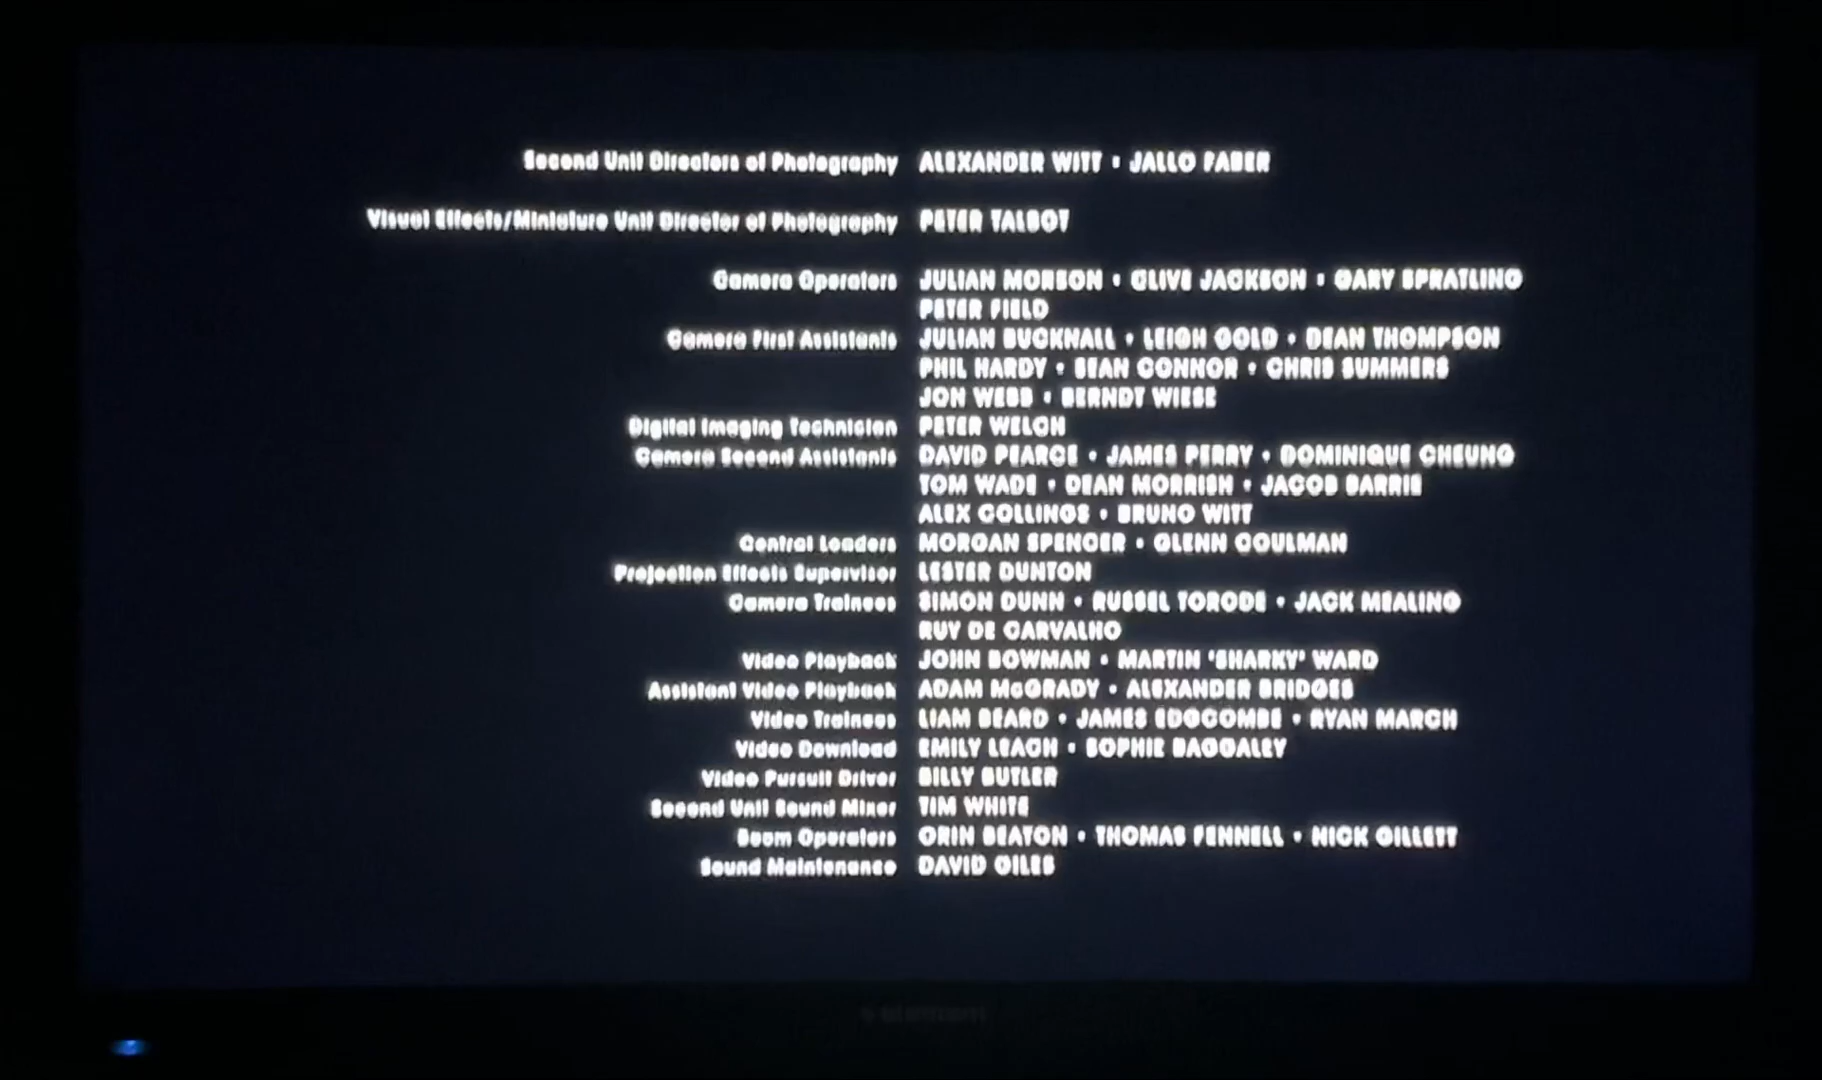 Second Unit Directors of Photography ALEXANDER WITT • JALLO FABER
Visual Effects/Miniature Unit Director of Photography PETER TALBOT
Camera Operators JULIAN MORSON • CLIVE JACKSON • GARY SPRATLING
PETER FIELD
Camera First Assistants JULIAN BUCKNALL • LEIGH GOLD • DEAN THOMPSON
PHIL HARDY • SEAN CONNOR • CHRIS SUMMERS
JON WEBB • BERNDT WIESE
Digital Imaging Technician PETER WELCH
Camera Second Assistants DAVID PEARCE • JAMES PERRY • DOMINIQUE CHEUNG
TOM WADE • DEAN MORRISH • JACOB BARRIE
ALEX COLLINGS • BRUNO WITT
Central Loaders MORGAN SPENCER • GLENN COULMAN
Projection Effects Supervisor LESTER DUNTON
Camera Trainees SIMON DUNN • RUSSEL TORODE • JACK MEALING
RUY DE CARVALHO
Video Playback JOHN BOWMAN • MARTIN 'SHARKY' WARD
Assistant Video Playback ADAM McGRADY • ALEXANDER BRIDGES
Video Trainees LIAM BEARD • JAMES EDGCOMBE • RYAN MARCH
Video Download EMILY LEACH • SOPHIE BAGGALEY
Video Pursuit Driver BILLY BUTLER
Second Unit Sound Mixer TIM WHITE
Boom Operators ORIN BEATON • THOMAS FENNELL • NICK GILLETT
Sound Maintenance DAVID GILES